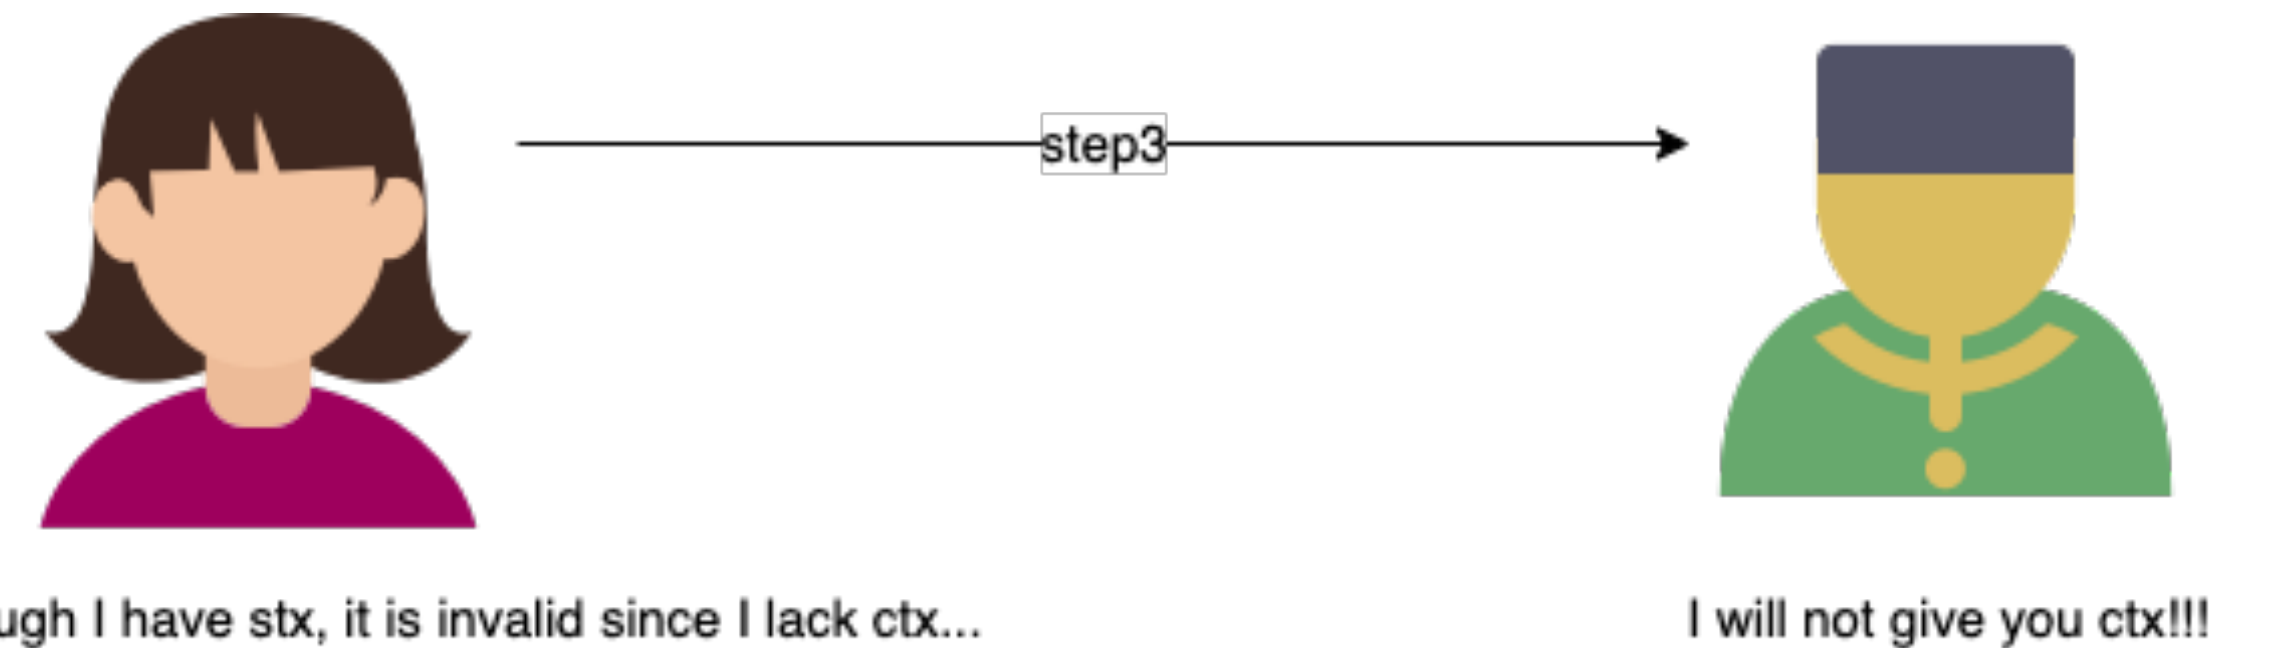 step3
ugh I have stx, it is invalid since I lack ctx...
I will not give you ctx!!!